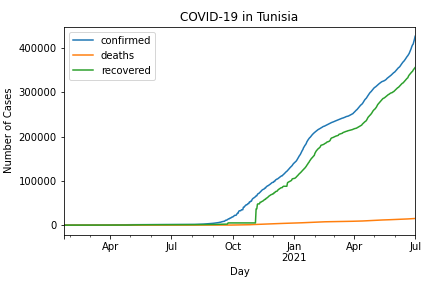 COVID-19 in Tunisia
confirmed
deaths
recovered
Number of Cases
400000
300000
200000
100000
0
Apr
Jul
Oct
Jan
2021
Apr
Jul
Day